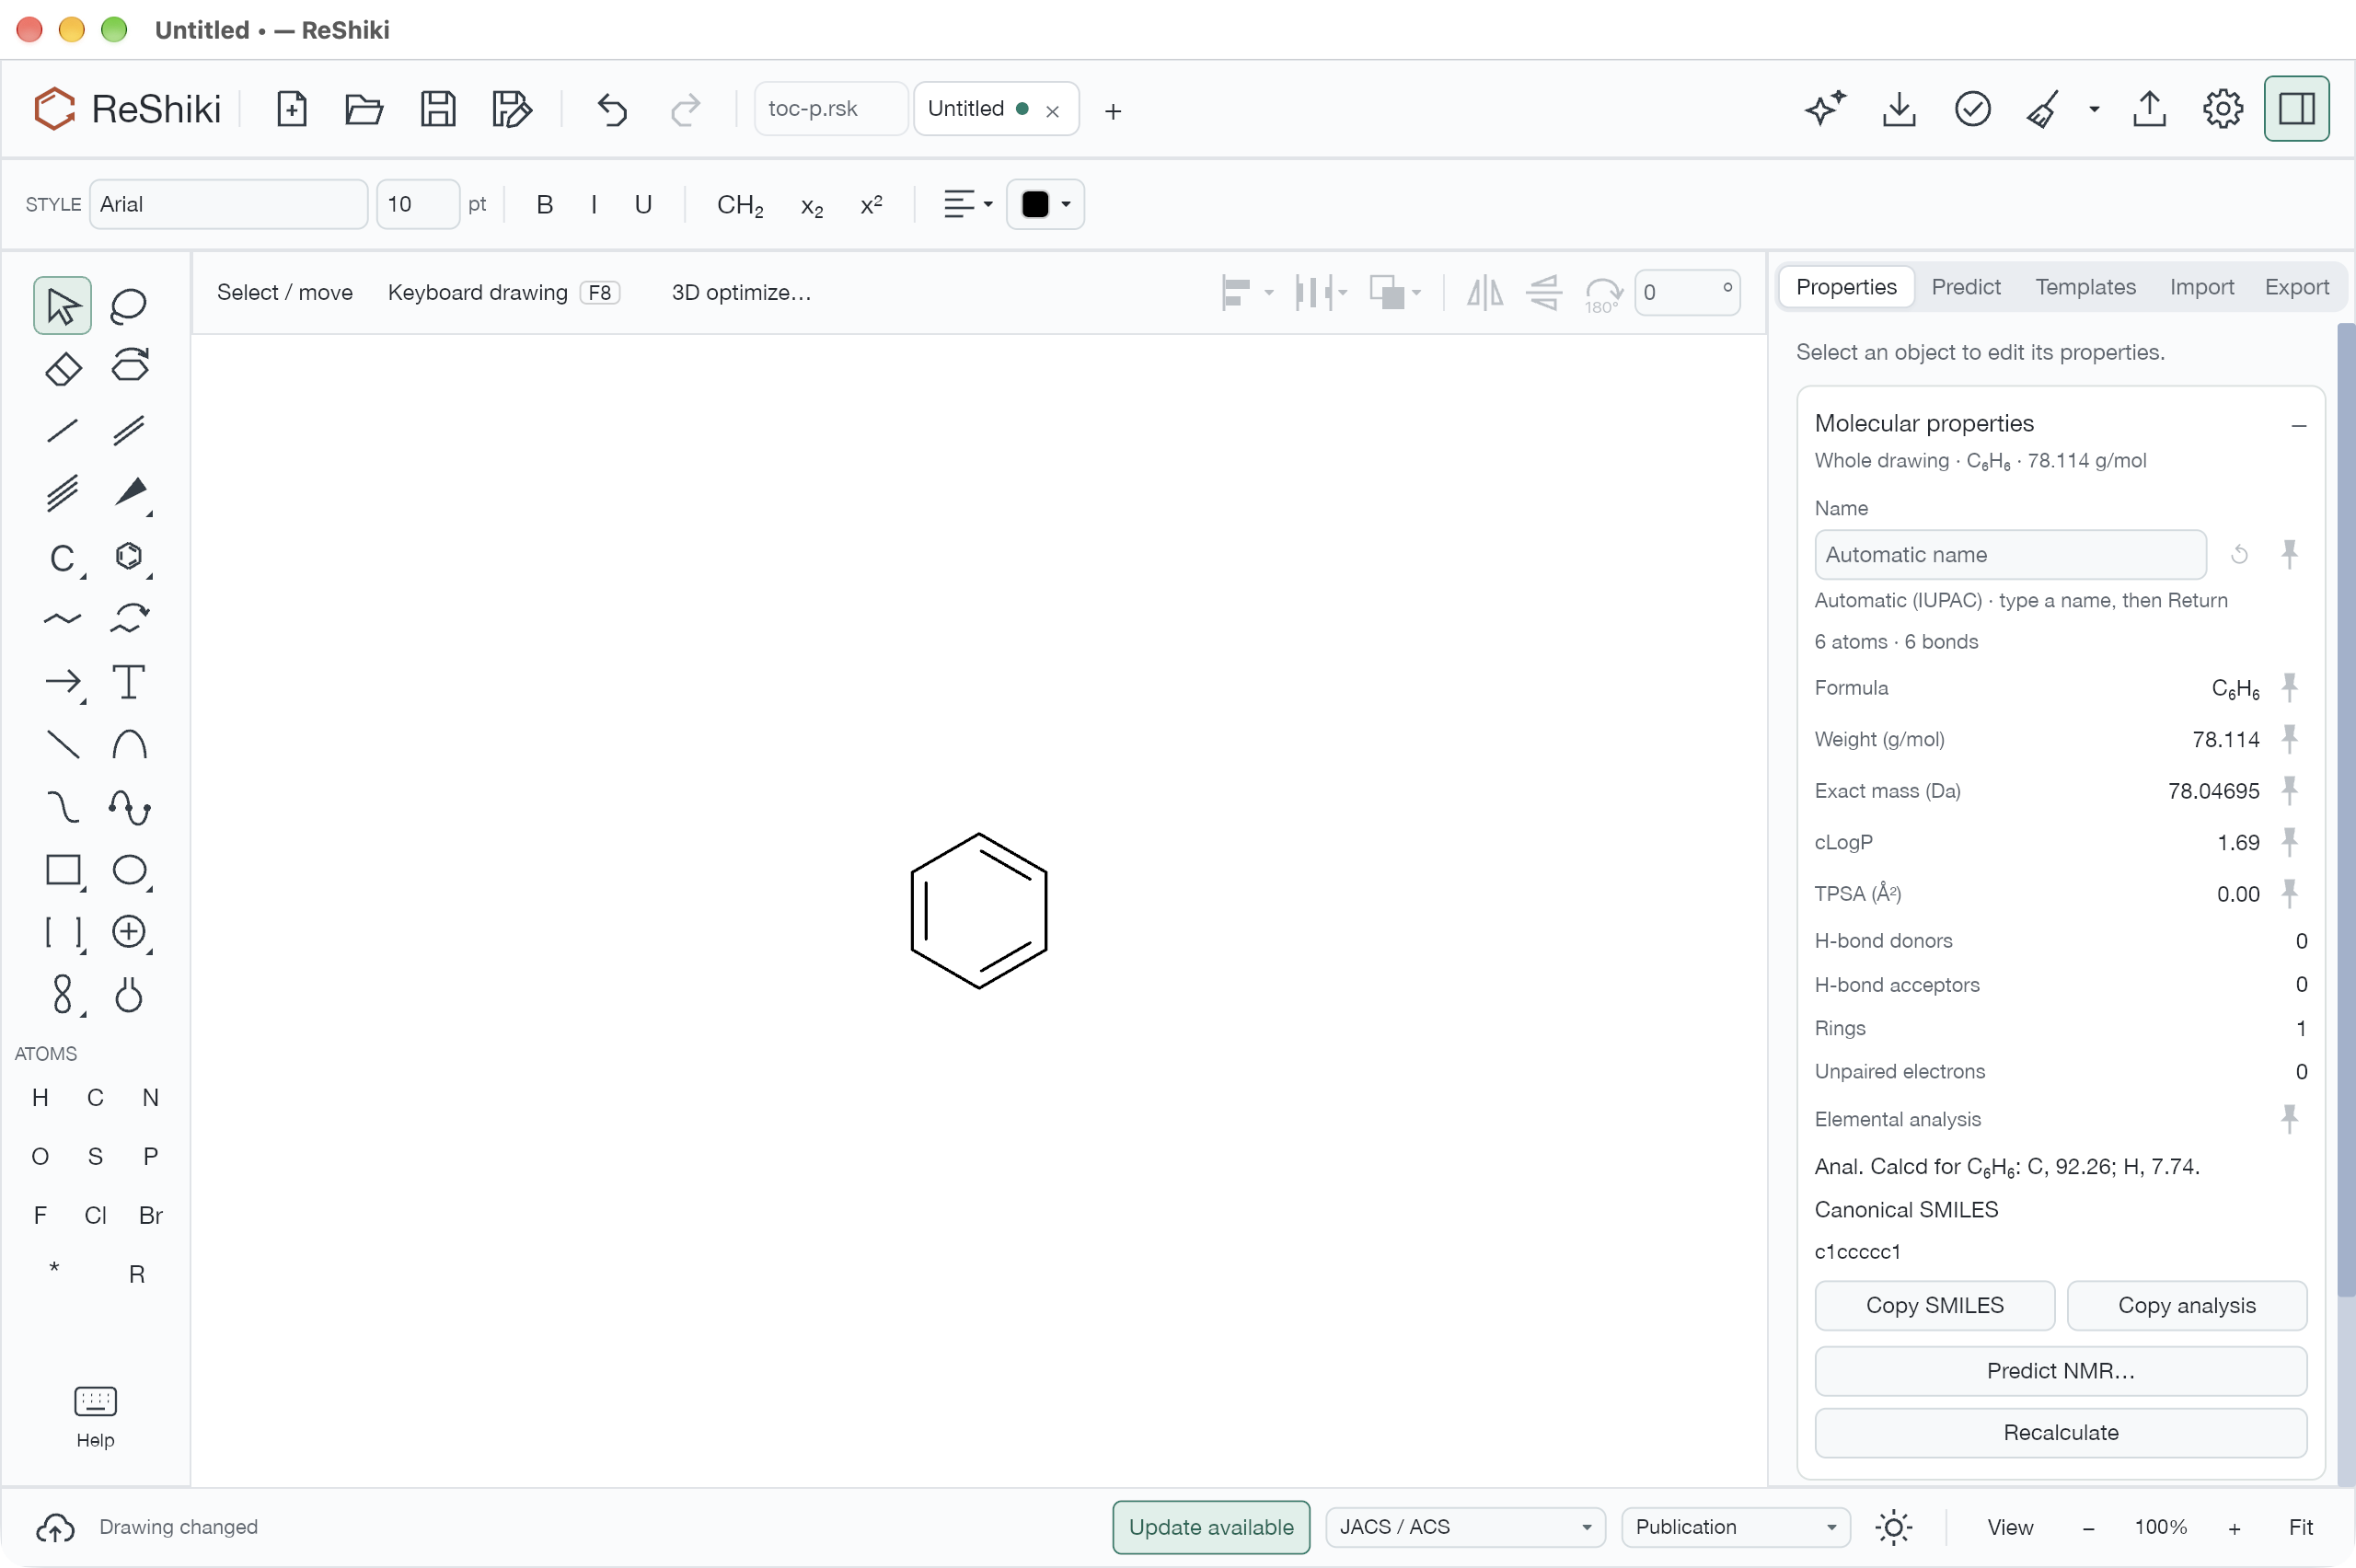 Untitled • — ReShiki
ReShiki
toc-p.rsk
Untitled
STYLE Arial 10 pt B I U CH₂ x₂ x²
Select / move Keyboard drawing F8 3D optimize...
180° 0 °
Properties Predict Templates Import Export
Select an object to edit its properties.
Molecular properties
Whole drawing · C₆H₆ · 78.114 g/mol
Name
Automatic name
Automatic (IUPAC) · type a name, then Return
6 atoms · 6 bonds
Formula C₆H₆
Weight (g/mol) 78.114
Exact mass (Da) 78.04695
cLogP 1.69
TPSA (Å²) 0.00
H-bond donors 0
H-bond acceptors 0
Rings 1
Unpaired electrons 0
Elemental analysis
Anal. Calcd for C₆H₆: C, 92.26; H, 7.74.
Canonical SMILES
c1ccccc1
Copy SMILES Copy analysis
Predict NMR...
Recalculate
C
T
ATOMS
H C N
O S P
F Cl Br
* R
Help
Drawing changed
Update available
JACS / ACS
Publication
View − 100% + Fit